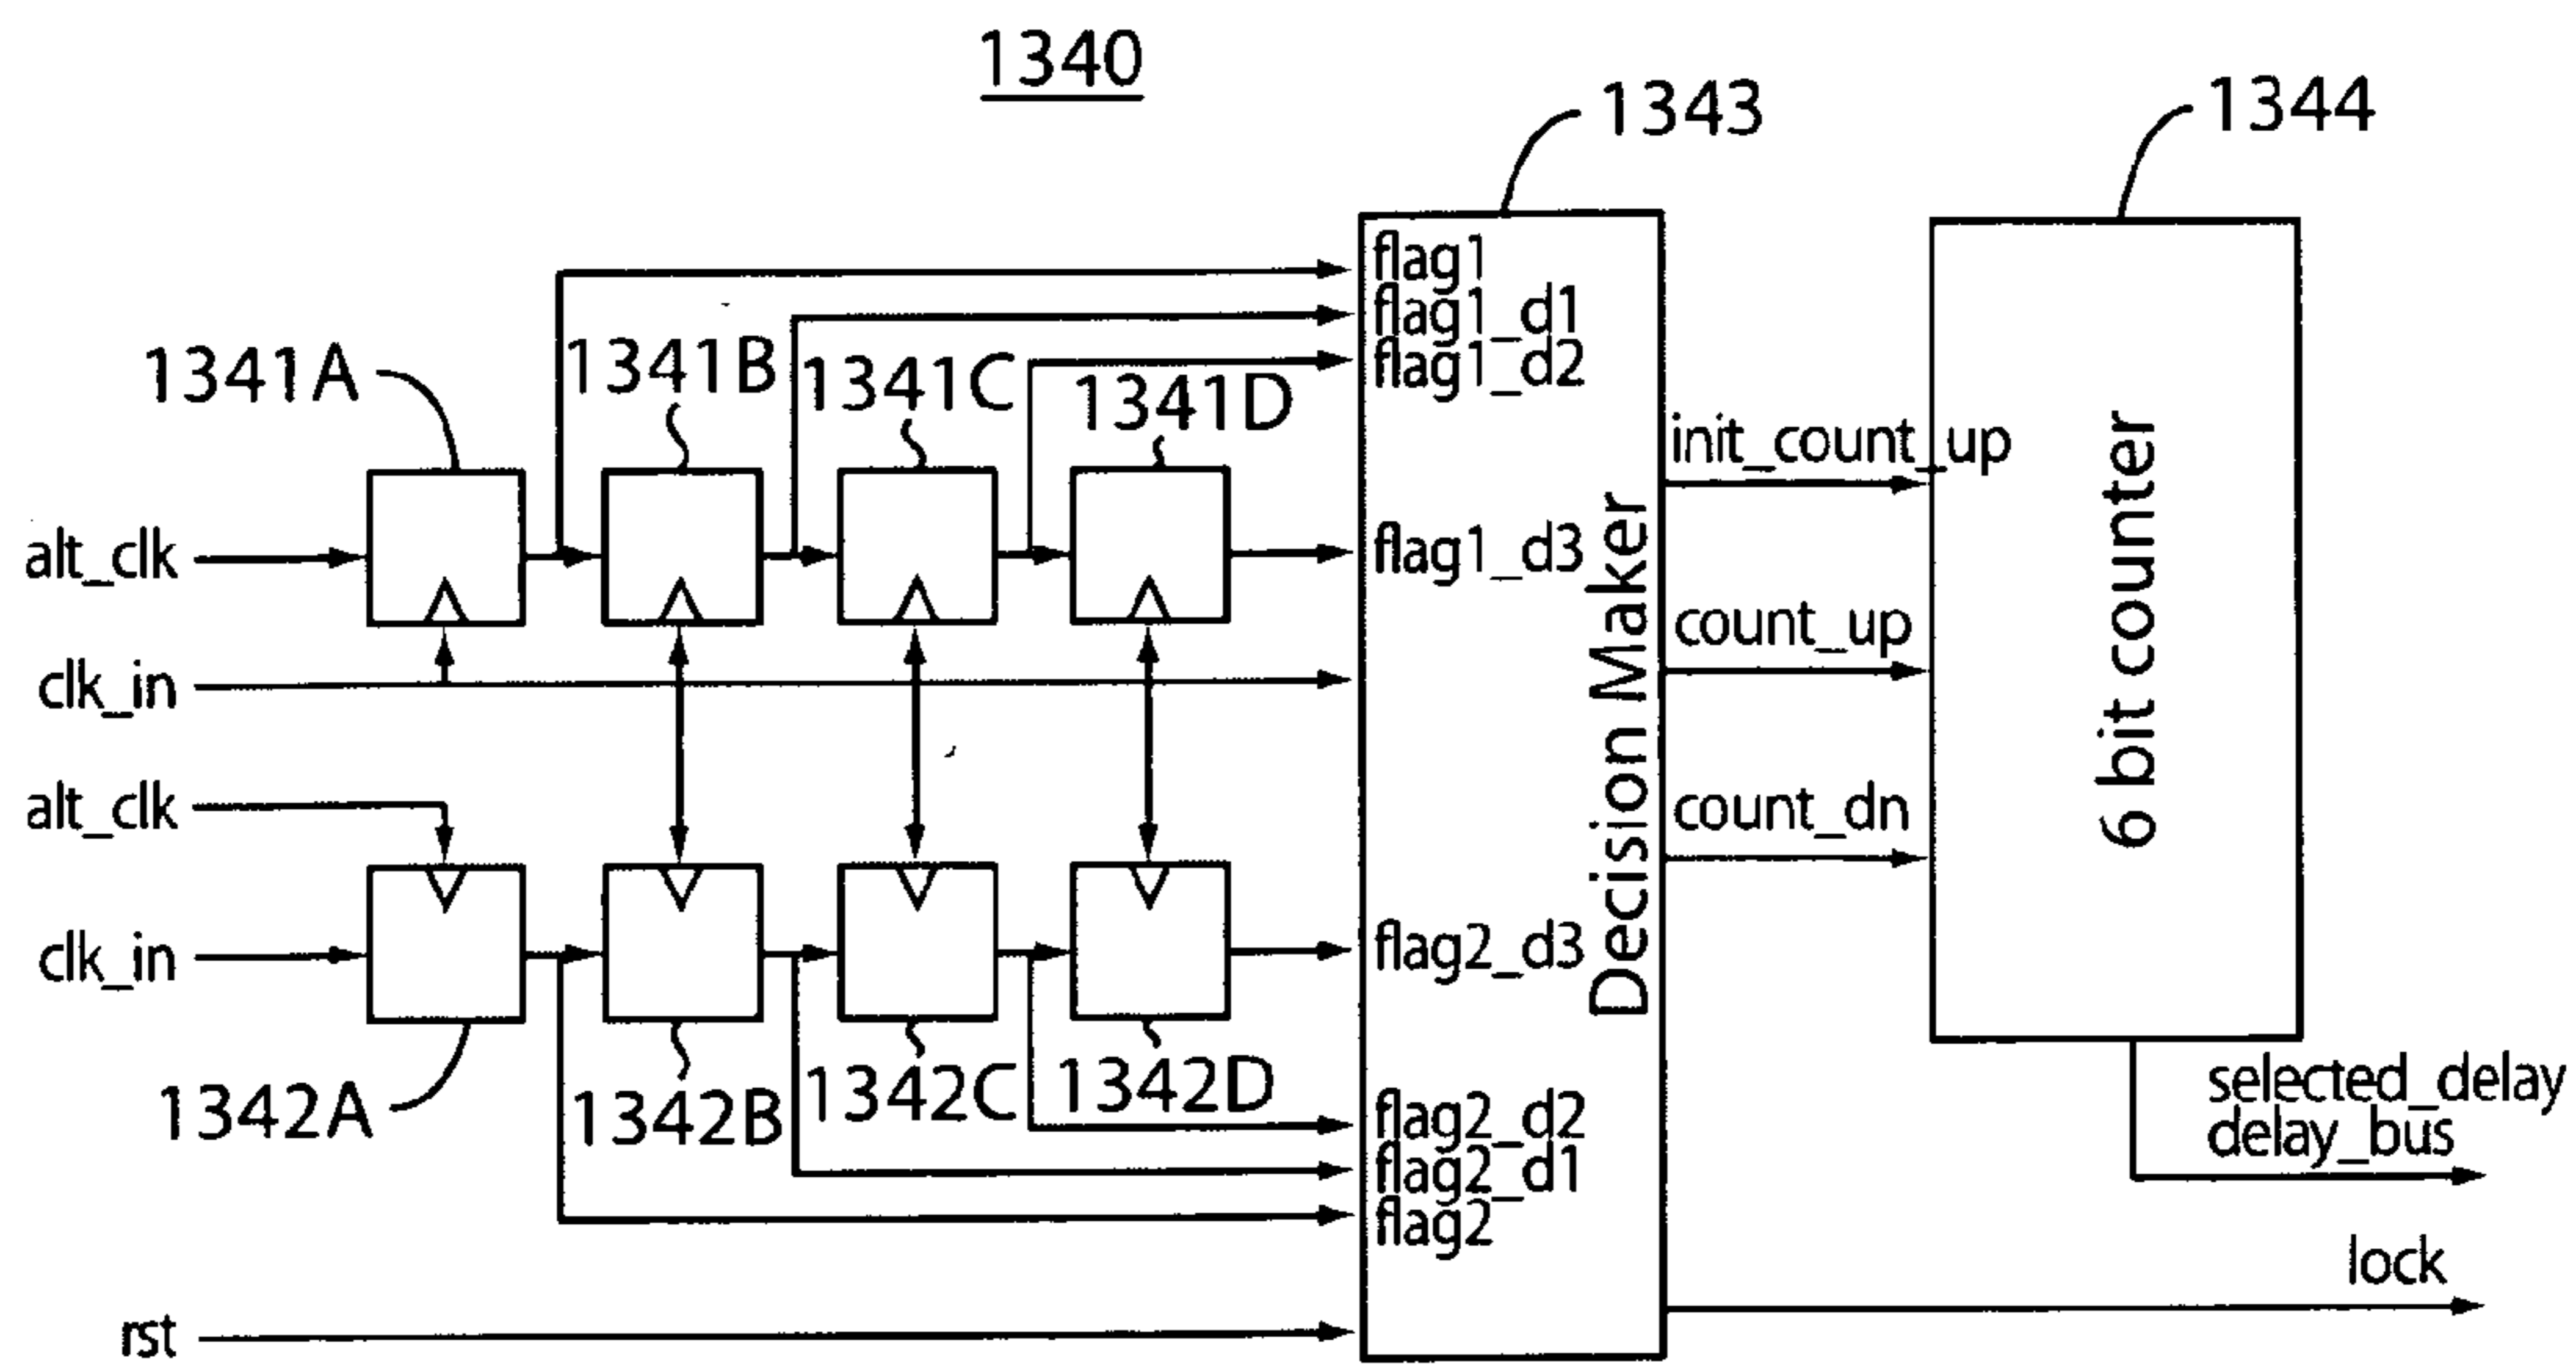 1340
1343
1344
flag1
flag1_d1
flag1_d2
1341A
1341B
1341C
1341D
init_count_up
alt_clk
flag1_d3
Decision Maker
6 bit counter
count_up
clk_in
alt_clk
count_dn
clk_in
flag2_d3
1342A
1342B
1342C
1342D
flag2_d2
flag2_d1
flag2
selected_delay
delay_bus
lock
rst